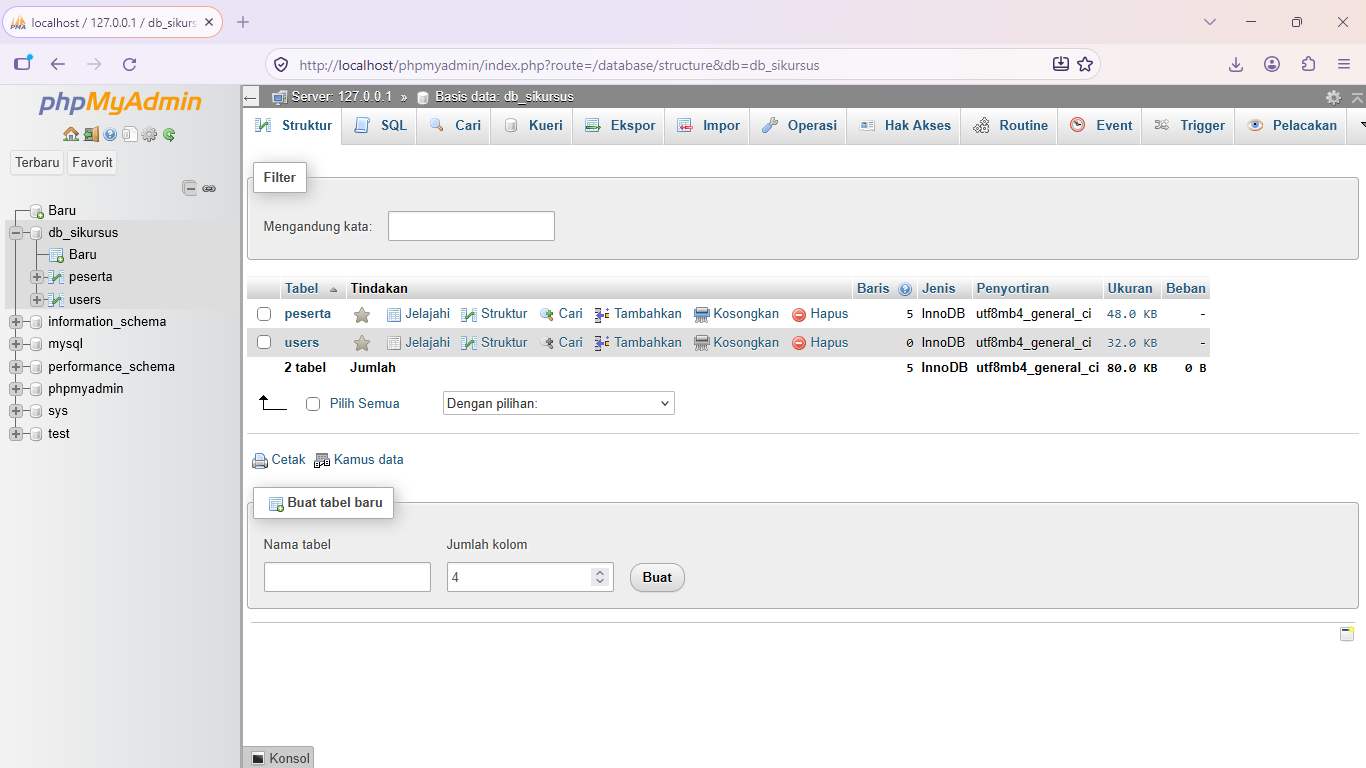 localhost / 127.0.0.1 / db_sikurs
http://localhost/phpmyadmin/index.php?route=/database/structure&db=db_sikursus
phpMyAdmin
Terbaru Favorit
Baru
db_sikursus
Baru
peserta
users
information_schema
mysql
performance_schema
phpmyadmin
sys
test
Server: 127.0.0.1 » Basis data: db_sikursus
Struktur SQL Cari Kueri Ekspor Impor Operasi Hak Akses Routine Event Trigger Pelacakan
Filter
Mengandung kata:
Tabel Tindakan Baris Jenis Penyortiran Ukuran Beban
peserta Jelajahi Struktur Cari Tambahkan Kosongkan Hapus 5 InnoDB utf8mb4_general_ci 48.0 KB -
users Jelajahi Struktur Cari Tambahkan Kosongkan Hapus 0 InnoDB utf8mb4_general_ci 32.0 KB -
2 tabel Jumlah 5 InnoDB utf8mb4_general_ci 80.0 KB 0 B
Pilih Semua Dengan pilihan:
Cetak Kamus data
Buat tabel baru
Nama tabel Jumlah kolom
4 Buat
Konsol